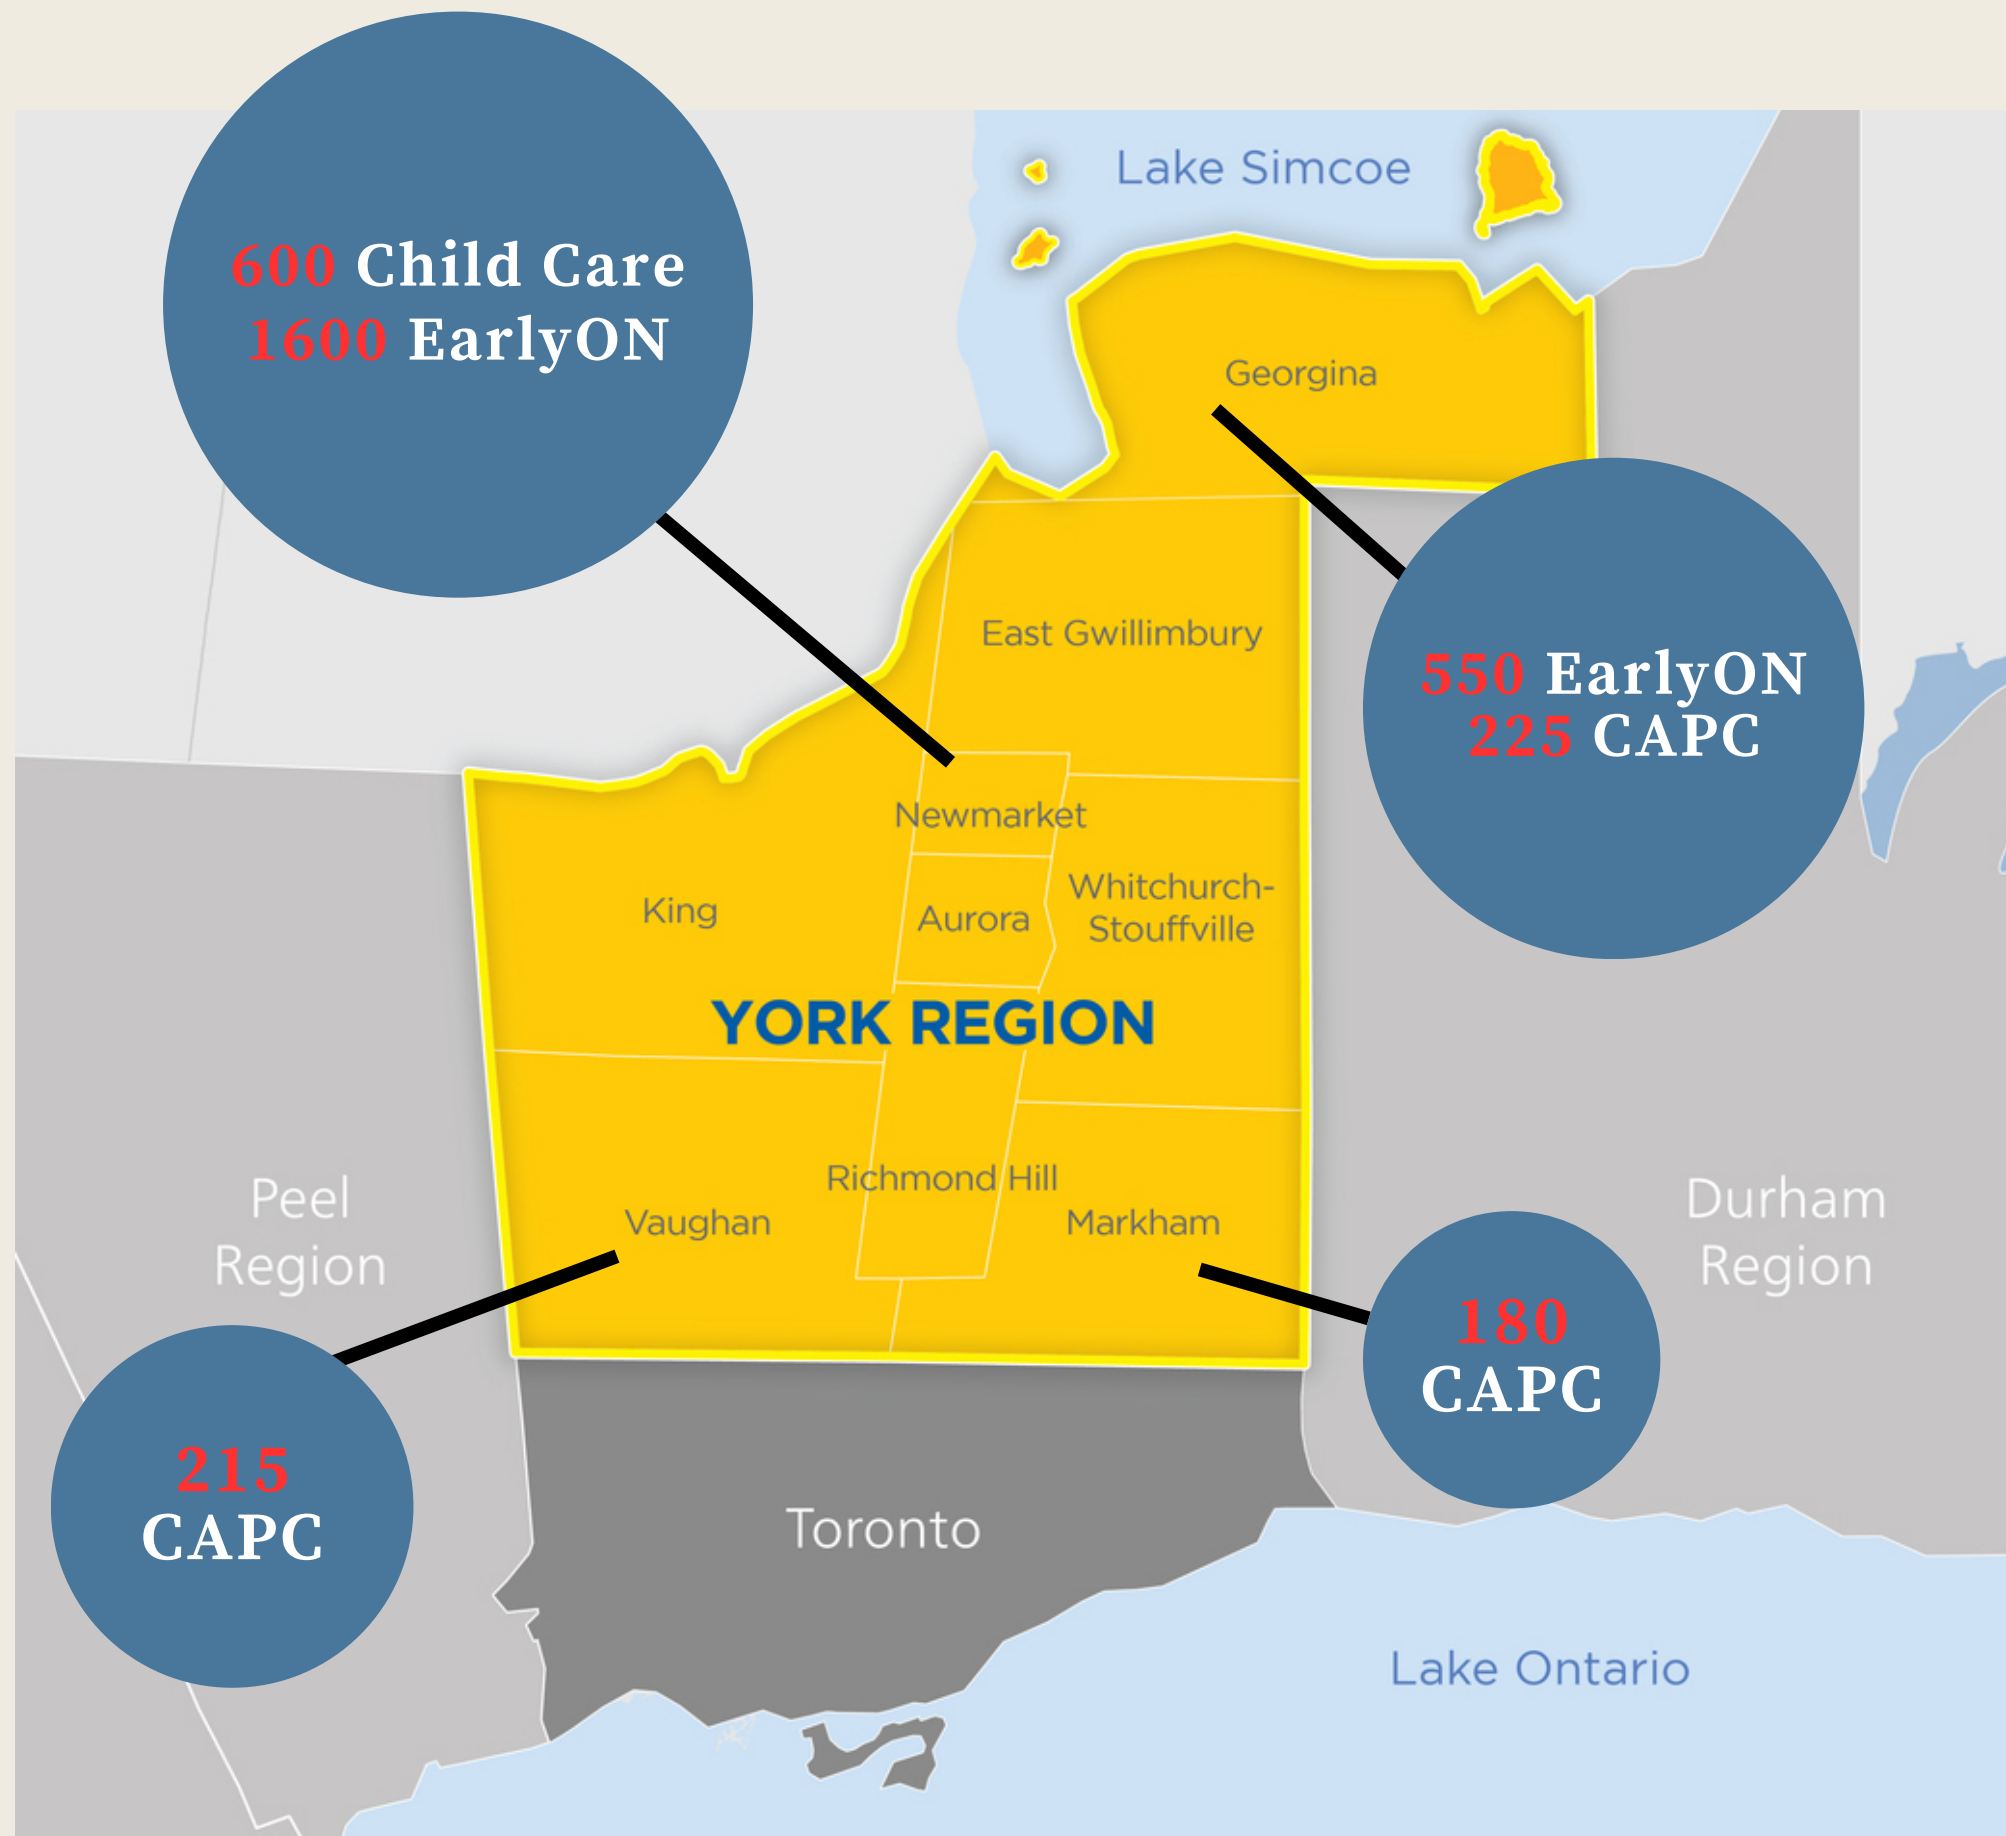 600 Child Care
1600 EarlyON
Lake Simcoe
Georgina
East Gwillimbury
550 EarlyON
225 CAPC
Newmarket
King
Aurora
Whitchurch-
Stouffville
YORK REGION
Peel
Region
Richmond Hill
Vaughan
Markham
Durham
Region
180
CAPC
215
CAPC
Toronto
Lake Ontario